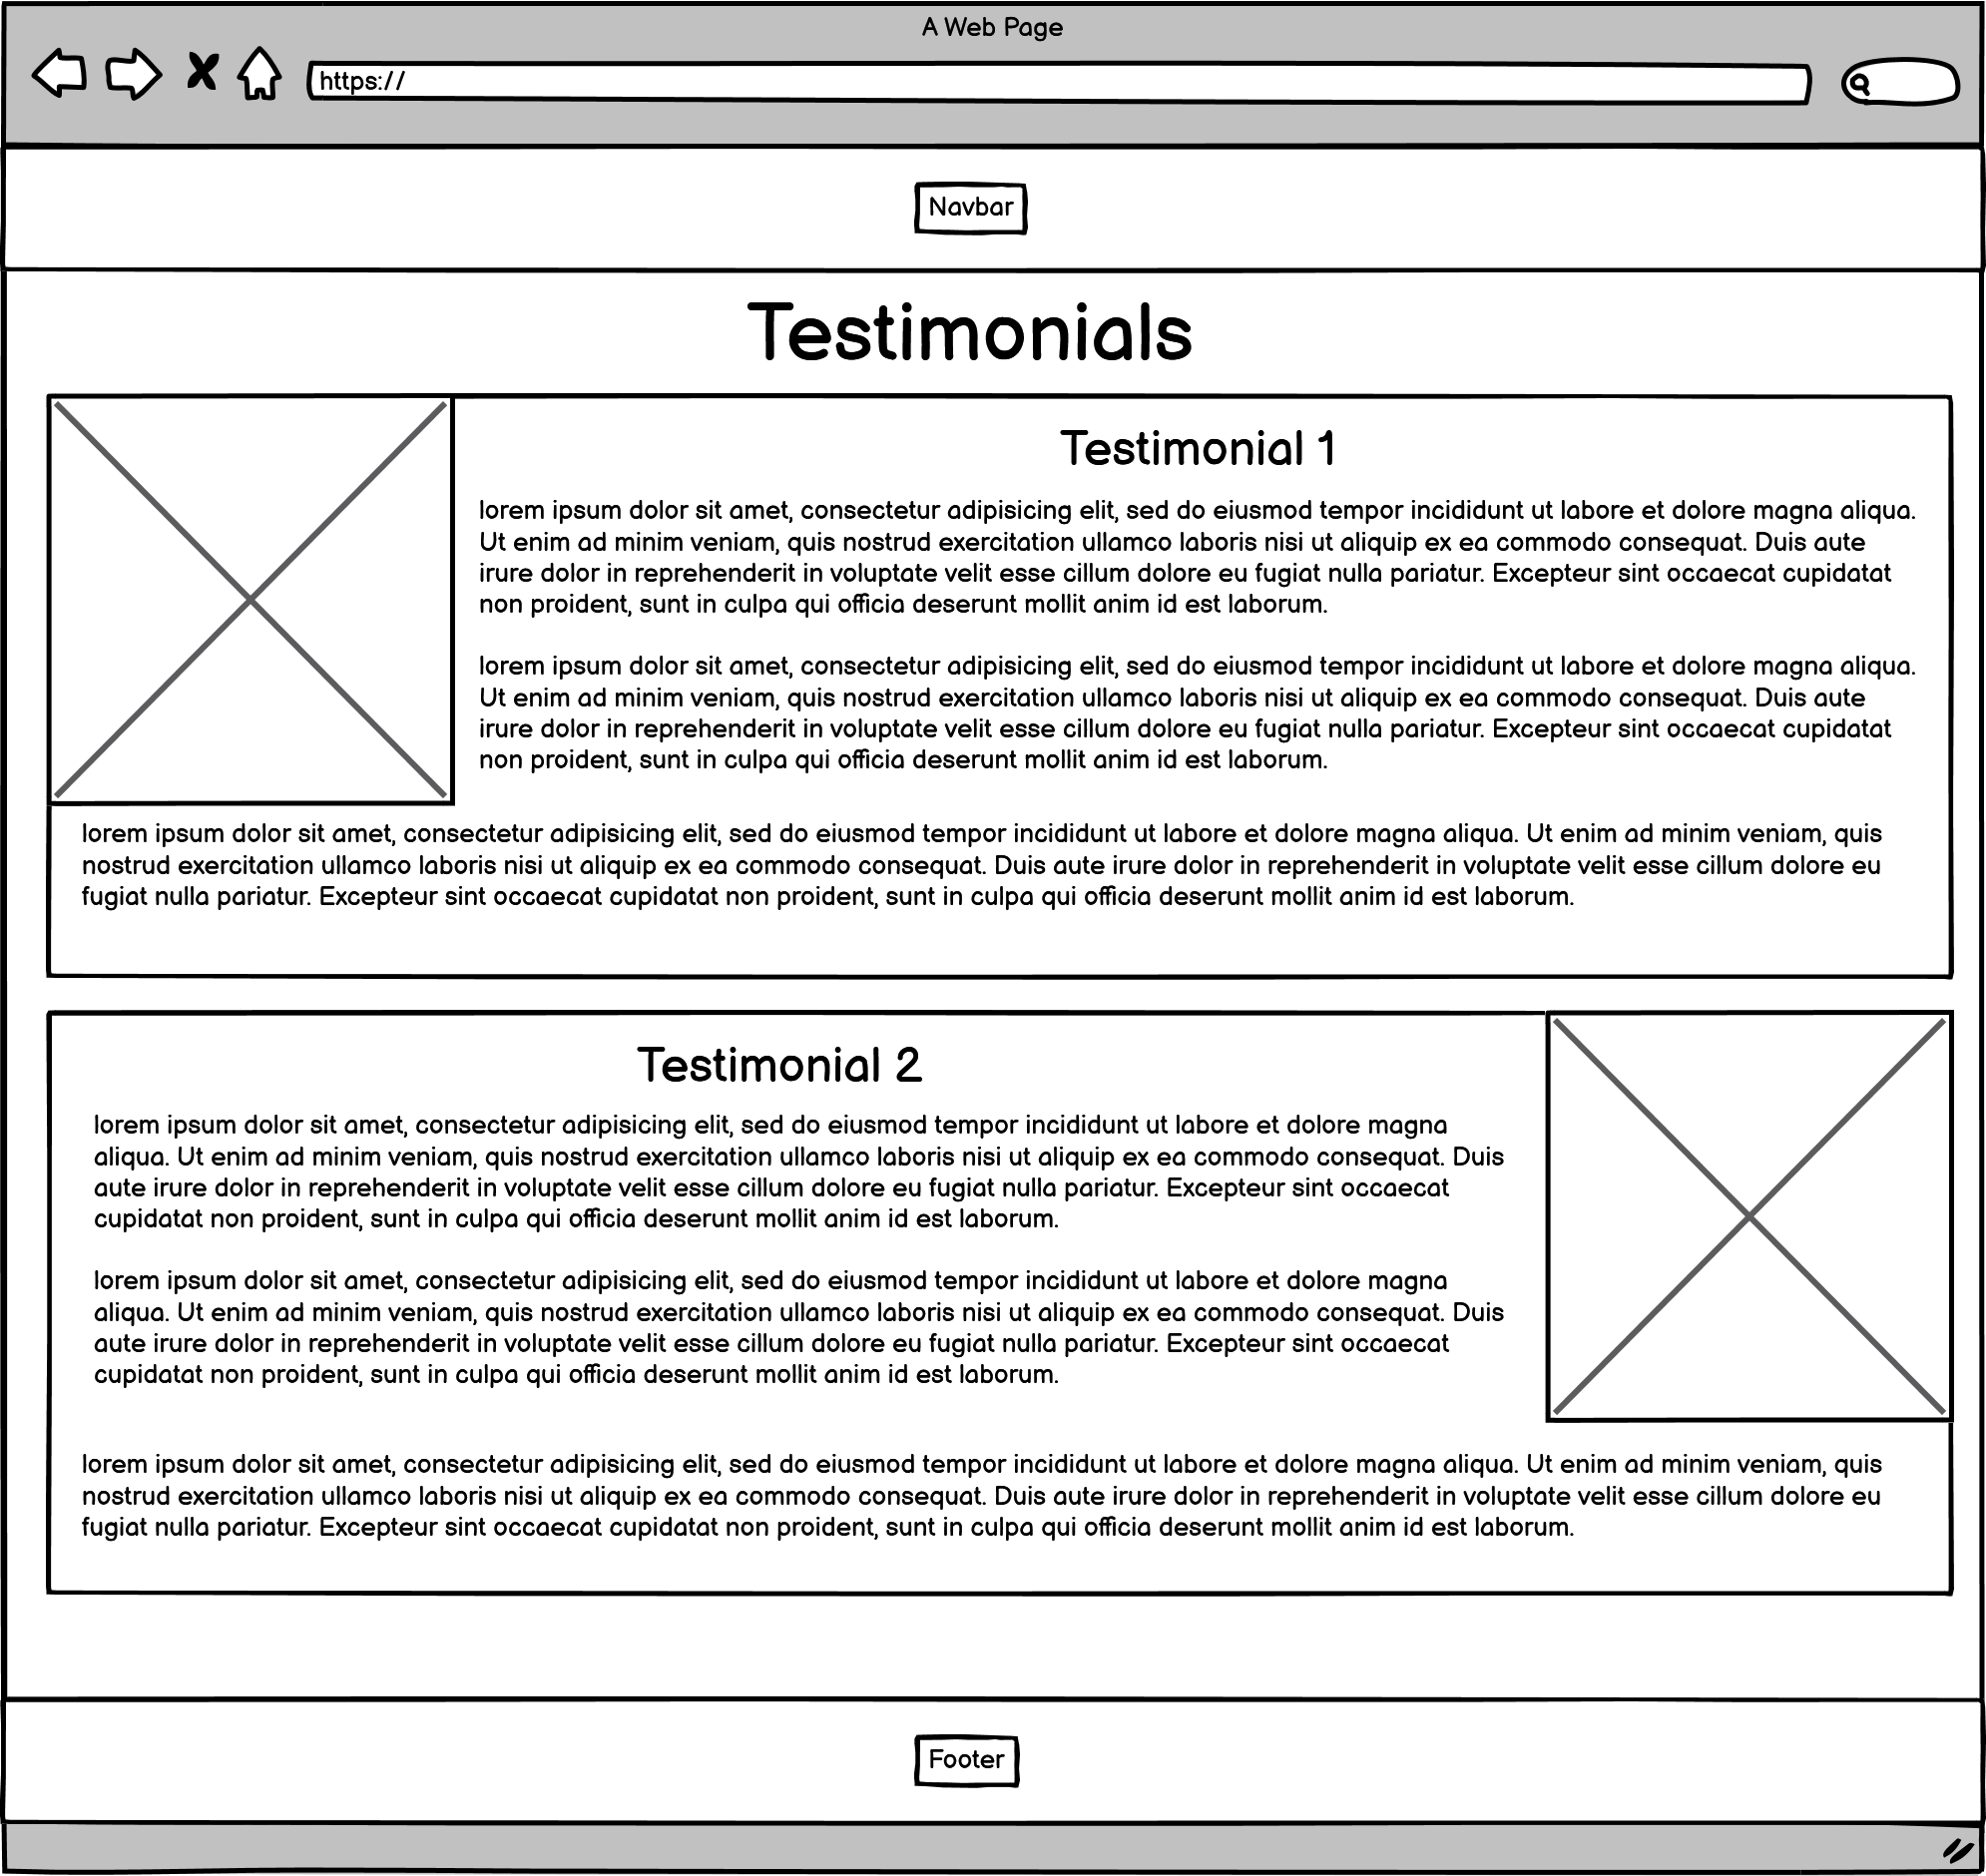 A Web Page
https://
Navbar
Testimonials
Testimonial 1
lorem ipsum dolor sit amet, consectetur adipisicing elit, sed do eiusmod tempor incididunt ut labore et dolore magna aliqua.
Ut enim ad minim veniam, quis nostrud exercitation ullamco laboris nisi ut aliquip ex ea commodo consequat. Duis aute
irure dolor in reprehenderit in voluptate velit esse cillum dolore eu fugiat nulla pariatur. Excepteur sint occaecat cupidatat
non proident, sunt in culpa qui officia deserunt mollit anim id est laborum.
lorem ipsum dolor sit amet, consectetur adipisicing elit, sed do eiusmod tempor incididunt ut labore et dolore magna aliqua.
Ut enim ad minim veniam, quis nostrud exercitation ullamco laboris nisi ut aliquip ex ea commodo consequat. Duis aute
irure dolor in reprehenderit in voluptate velit esse cillum dolore eu fugiat nulla pariatur. Excepteur sint occaecat cupidatat
non proident, sunt in culpa qui officia deserunt mollit anim id est laborum.
lorem ipsum dolor sit amet, consectetur adipisicing elit, sed do eiusmod tempor incididunt ut labore et dolore magna aliqua. Ut enim ad minim veniam, quis
nostrud exercitation ullamco laboris nisi ut aliquip ex ea commodo consequat. Duis aute irure dolor in reprehenderit in voluptate velit esse cillum dolore eu
fugiat nulla pariatur. Excepteur sint occaecat cupidatat non proident, sunt in culpa qui officia deserunt mollit anim id est laborum.
Testimonial 2
lorem ipsum dolor sit amet, consectetur adipisicing elit, sed do eiusmod tempor incididunt ut labore et dolore magna
aliqua. Ut enim ad minim veniam, quis nostrud exercitation ullamco laboris nisi ut aliquip ex ea commodo consequat. Duis
aute irure dolor in reprehenderit in voluptate velit esse cillum dolore eu fugiat nulla pariatur. Excepteur sint occaecat
cupidatat non proident, sunt in culpa qui officia deserunt mollit anim id est laborum.
lorem ipsum dolor sit amet, consectetur adipisicing elit, sed do eiusmod tempor incididunt ut labore et dolore magna
aliqua. Ut enim ad minim veniam, quis nostrud exercitation ullamco laboris nisi ut aliquip ex ea commodo consequat. Duis
aute irure dolor in reprehenderit in voluptate velit esse cillum dolore eu fugiat nulla pariatur. Excepteur sint occaecat
cupidatat non proident, sunt in culpa qui officia deserunt mollit anim id est laborum.
lorem ipsum dolor sit amet, consectetur adipisicing elit, sed do eiusmod tempor incididunt ut labore et dolore magna aliqua. Ut enim ad minim veniam, quis
nostrud exercitation ullamco laboris nisi ut aliquip ex ea commodo consequat. Duis aute irure dolor in reprehenderit in voluptate velit esse cillum dolore eu
fugiat nulla pariatur. Excepteur sint occaecat cupidatat non proident, sunt in culpa qui officia deserunt mollit anim id est laborum.
Footer